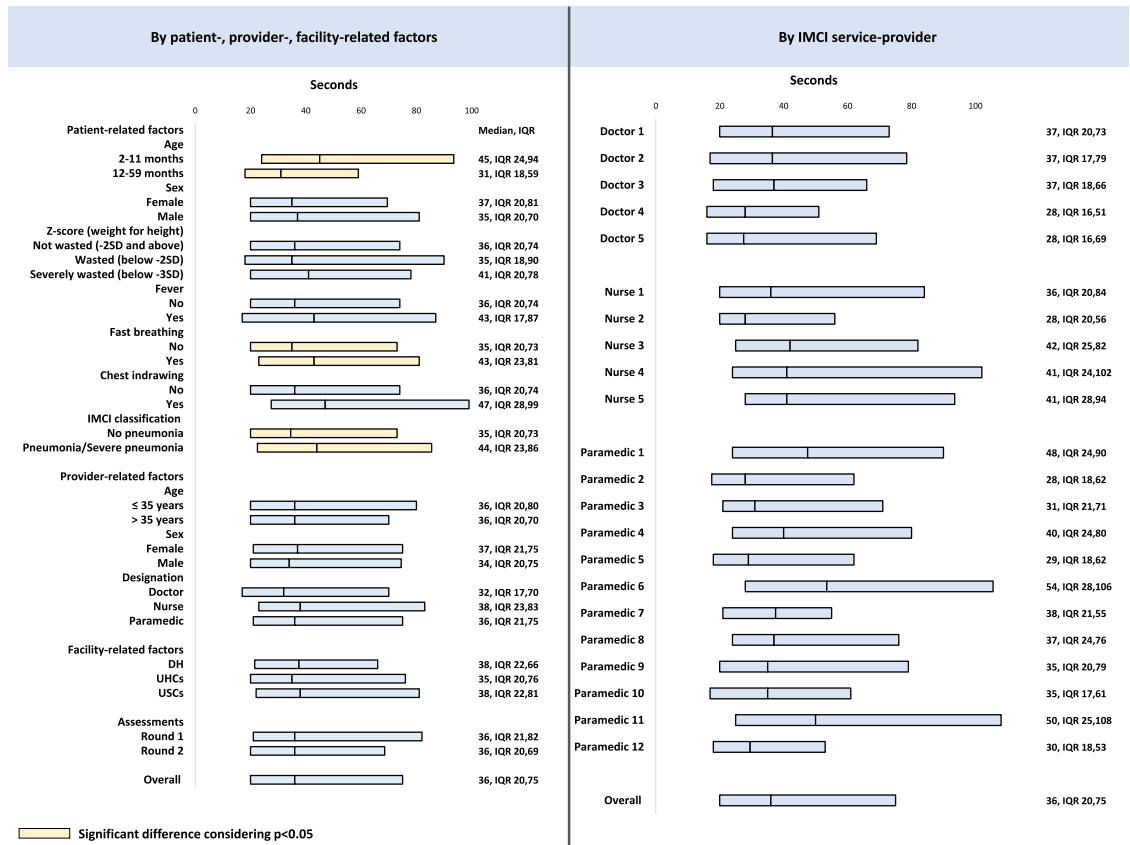 By patient-, provider-, facility-related factors
Seconds
0 20 40 60 80 100
Patient-related factors Median, IQR
Age
2-11 months 45, IQR 24,94
12-59 months 31, IQR 18,59
Sex
Female 37, IQR 20,81
Male 35, IQR 20,70
Z-score (weight for height)
Not wasted (-2SD and above) 36, IQR 20,74
Wasted (below -2SD) 35, IQR 18,90
Severely wasted (below -3SD) 41, IQR 20,78
Fever
No 36, IQR 20,74
Yes 43, IQR 17,87
Fast breathing
No 35, IQR 20,73
Yes 43, IQR 23,81
Chest indrawing
No 36, IQR 20,74
Yes 47, IQR 28,99
IMCI classification
No pneumonia 35, IQR 20,73
Pneumonia/Severe pneumonia 44, IQR 23,86
Provider-related factors
Age
≤ 35 years 36, IQR 20,80
> 35 years 36, IQR 20,70
Sex
Female 37, IQR 21,75
Male 34, IQR 20,75
Designation
Doctor 32, IQR 17,70
Nurse 38, IQR 23,83
Paramedic 36, IQR 21,75
Facility-related factors
DH 38, IQR 22,66
UHCs 35, IQR 20,76
USCs 38, IQR 22,81
Assessments
Round 1 36, IQR 21,82
Round 2 36, IQR 20,69
Overall 36, IQR 20,75
Significant difference considering p<0.05
By IMCI service-provider
Seconds
0 20 40 60 80 100
Doctor 1 37, IQR 20,73
Doctor 2 37, IQR 17,79
Doctor 3 37, IQR 18,66
Doctor 4 28, IQR 16,51
Doctor 5 28, IQR 16,69
Nurse 1 36, IQR 20,84
Nurse 2 28, IQR 20,56
Nurse 3 42, IQR 25,82
Nurse 4 41, IQR 24,102
Nurse 5 41, IQR 28,94
Paramedic 1 48, IQR 24,90
Paramedic 2 28, IQR 18,62
Paramedic 3 31, IQR 21,71
Paramedic 4 40, IQR 24,80
Paramedic 5 29, IQR 18,62
Paramedic 6 54, IQR 28,106
Paramedic 7 38, IQR 21,55
Paramedic 8 37, IQR 24,76
Paramedic 9 35, IQR 20,79
Paramedic 10 35, IQR 17,61
Paramedic 11 50, IQR 25,108
Paramedic 12 30, IQR 18,53
Overall 36, IQR 20,75